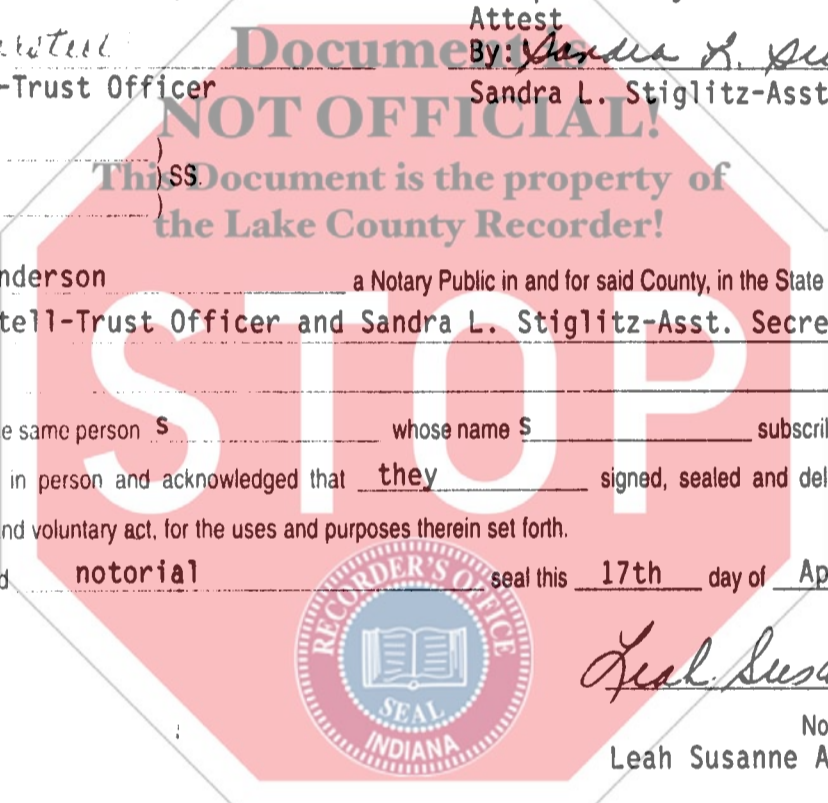 Attest
Document is
By: Sandra L.
-Trust Officer
Sandra L. Stiglitz-Asst
NOT OFFICIAL!
) SS.
This Document is the property of
the Lake County Recorder!
nderson a Notary Public in and for said County, in the State
tell-Trust Officer and Sandra L. Stiglitz-Asst. Secre
STOP
e same person s whose name s subscril
in person and acknowledged that they signed, sealed and del
nd voluntary act, for the uses and purposes therein set forth.
d notorial seal this 17th day of Ap
RECORDER'S OFFICE
SEAL
INDIANA
Leah Susa
No
Leah Susanne A